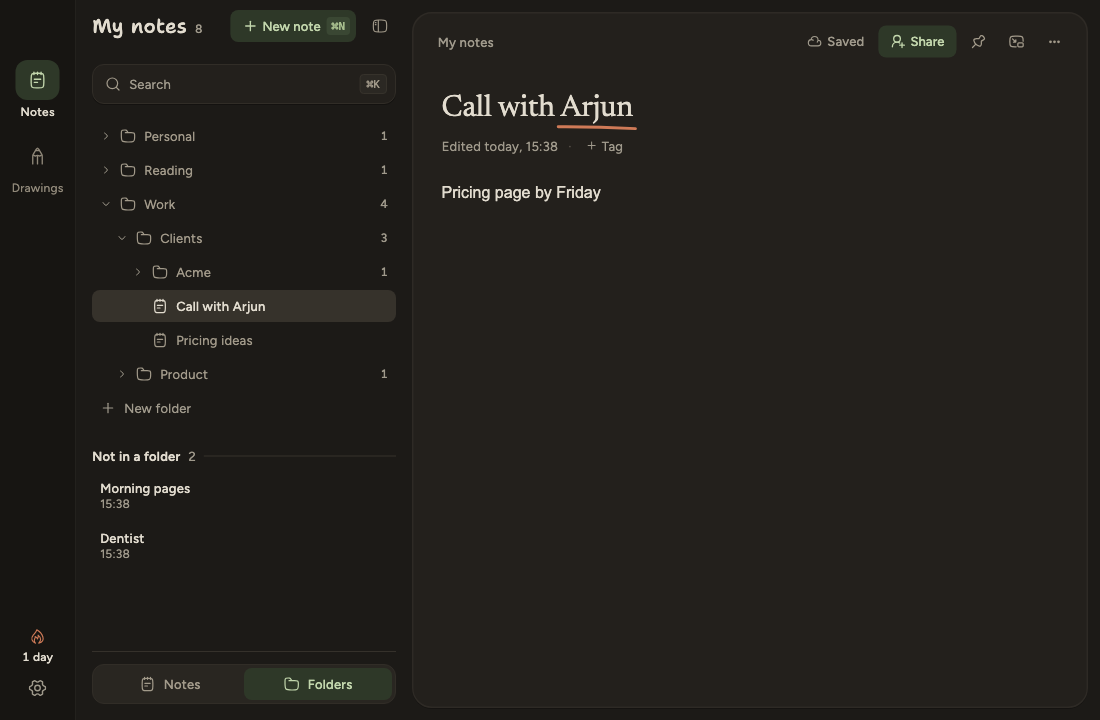 My notes 8
New note ⌘N
Notes
Drawings
Search ⌘K
Personal 1
Reading 1
Work 4
Clients 3
Acme 1
Call with Arjun
Pricing ideas
Product 1
New folder
Not in a folder 2
Morning pages
15:38
Dentist
15:38
1 day
Notes
Folders
My notes
Saved
Share
Call with Arjun
Edited today, 15:38 · + Tag
Pricing page by Friday